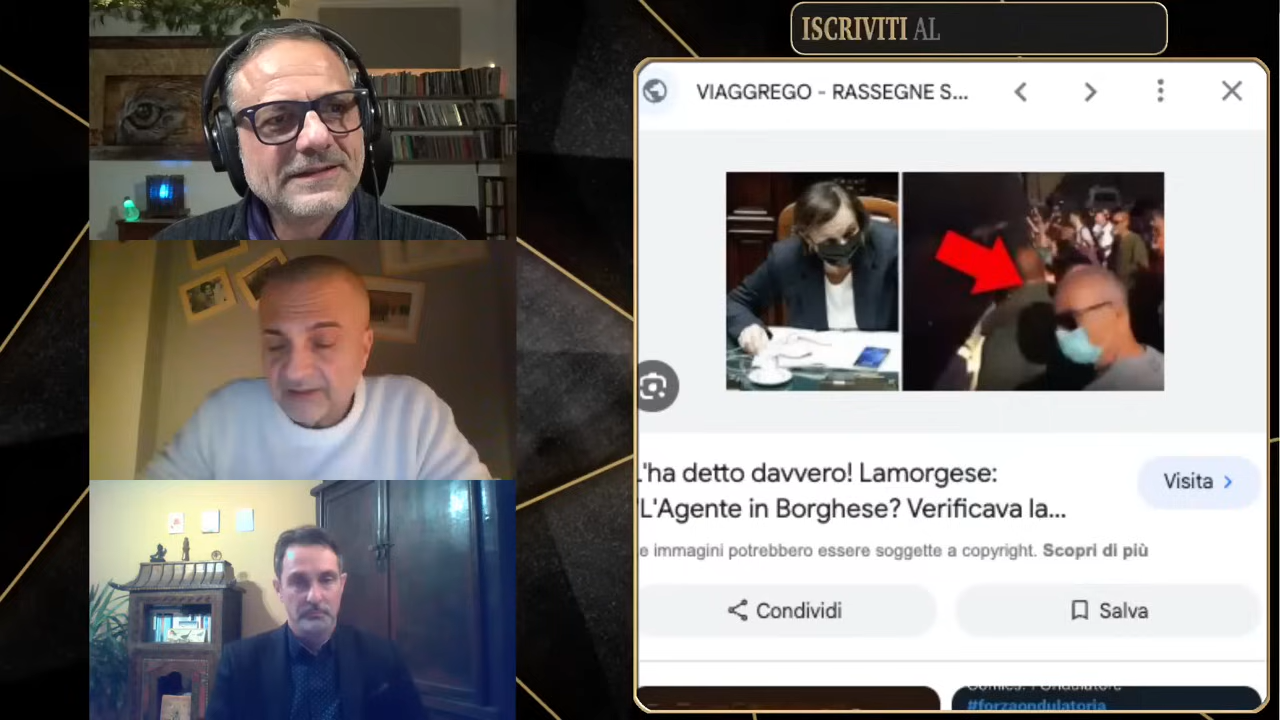 ISCRIVITI AL
VIAGGREGO - RASSEGNE S...
'ha detto davvero! Lamorgese:
Visita
'L'Agente in Borghese? Verificava la...
e immagini potrebbero essere soggette a copyright. Scopri di più
Condividi
Salva
#forzaondulatoria